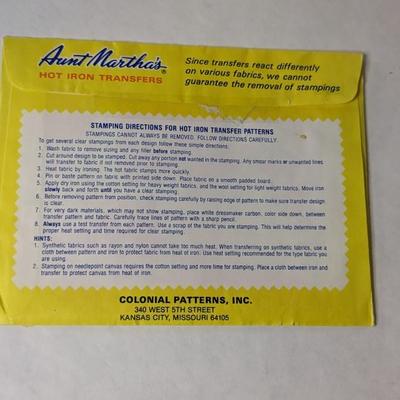 Aunt Martha's®
HOT IRON TRANSFERS
Since transfers react differently
on various fabrics, we cannot
guarantee the removal of stampings
STAMPING DIRECTIONS FOR HOT IRON TRANSFER PATTERNS
STAMPINGS CANNOT ALWAYS BE REMOVED. FOLLOW DIRECTIONS CAREFULLY.
To get several clear stampings from each design follow these simple directions:
1. Wash fabric to remove sizing and any filler before stamping.
2. Cut around design to be stamped. Cut away any portion not wanted in the stamping. Any smear marks or unwanted lines
will transfer to fabric if not removed prior to stamping.
3. Heat fabric by ironing. The hot fabric stamps more quickly.
4. Pin or baste pattern on fabric with printed side down. Place fabric on a smooth padded board.
5. Apply dry iron using the cotton setting for heavy weight fabrics, and the wool setting for light weight fabrics. Move iron
slowly back and forth until you have a clear stamping.
6. Before removing pattern from position, check stamping carefully by raising edge of pattern to make sure transfer design
is clear.
7. For very dark materials, which may not show stamping, place white dressmaker carbon, color side down, between
transfer pattern and fabric. Carefully trace lines of pattern with a sharp pencil.
8. Always use a test transfer from each pattern. Use a scrap of the fabric you are stamping. This will help determine the
proper heat setting and time required for clear stamping.
HINTS:
1. Synthetic fabrics such as rayon and nylon cannot take too much heat. When transferring on synthetic fabrics, use a
cloth between pattern and iron to protect fabric from heat of iron. Use heat setting recommended for the type fabric you
are using.
2. Stamping on needlepoint canvas requires the cotton setting and more time for stamping. Place a cloth between iron and
transfer to protect canvas from heat of iron.
COLONIAL PATTERNS, INC.
340 WEST 5TH STREET
KANSAS CITY, MISSOURI 64105